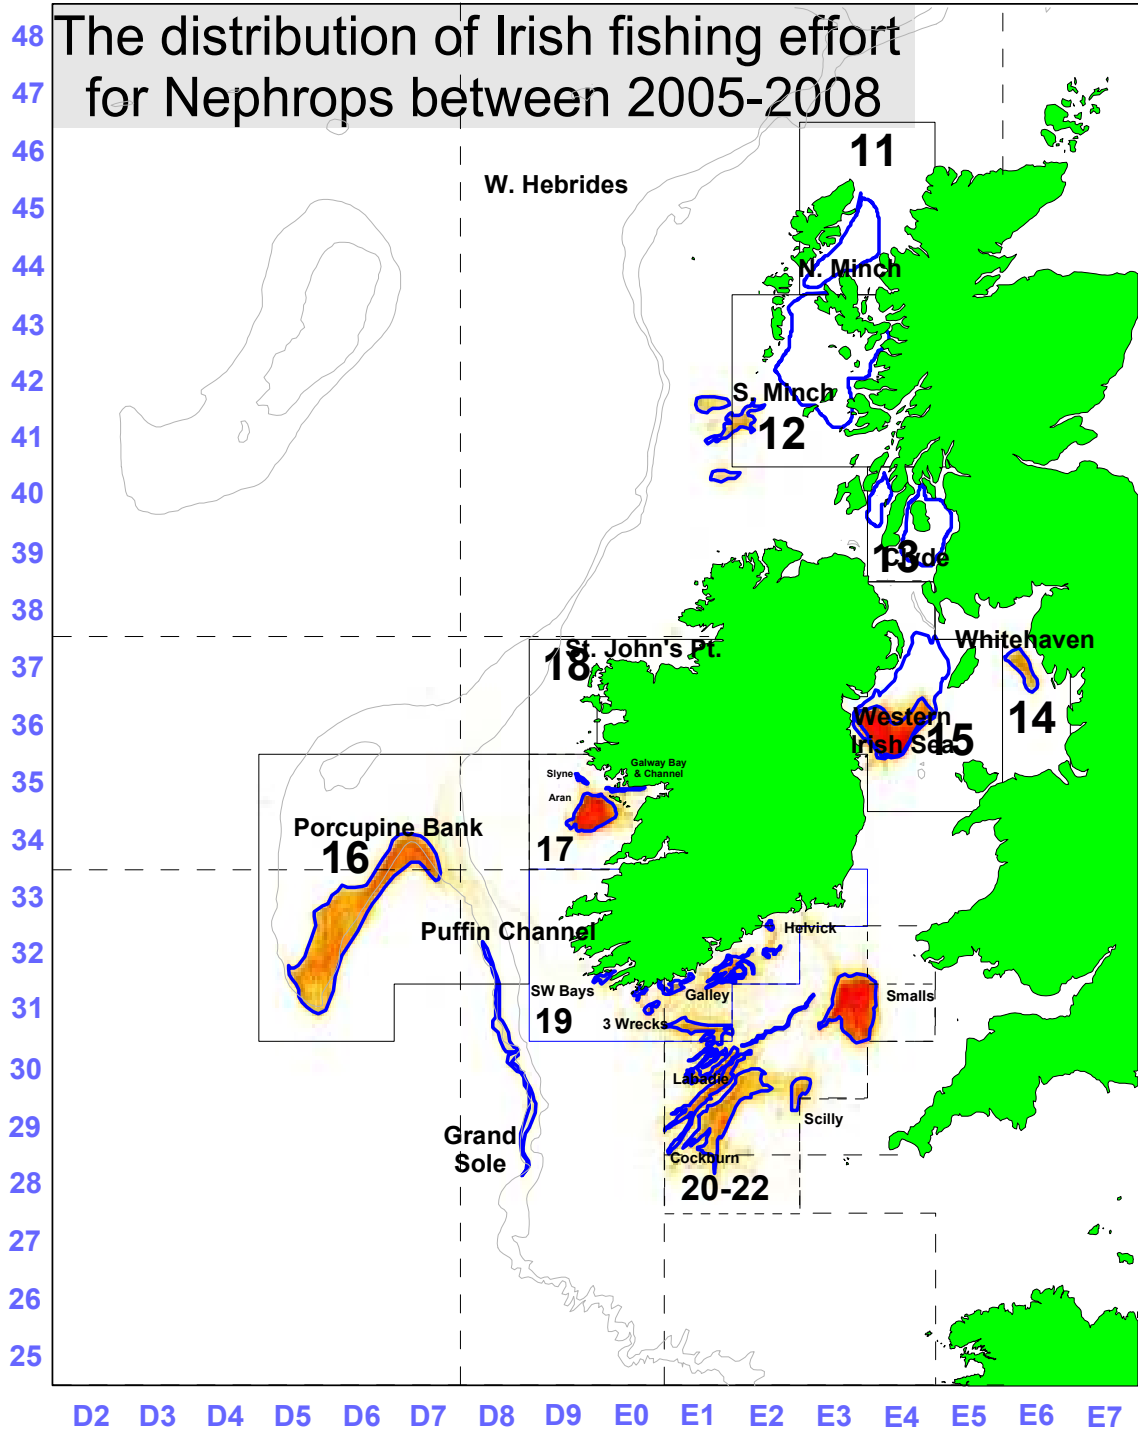 The distribution of Irish fishing effort
for Nephrops between 2005-2008
48
47
46
45
44
43
42
41
40
39
38
37
36
35
34
33
32
31
30
29
28
27
26
25
11
W. Hebrides
N. Minch
S. Minch
12
13
Clyde
Whitehaven
St. John's Pt.
18
14
Western
Irish Sea
15
Galway Bay
& Channel
Slyne
Aran
17
Porcupine Bank
16
Puffin Channel
Helvick
SW Bays
Galley
Smalls
19
3 Wrecks
Labadie
Scilly
Grand
Sole
Cockburn
20-22
D2 D3 D4 D5 D6 D7 D8 D9 E0 E1 E2 E3 E4 E5 E6 E7